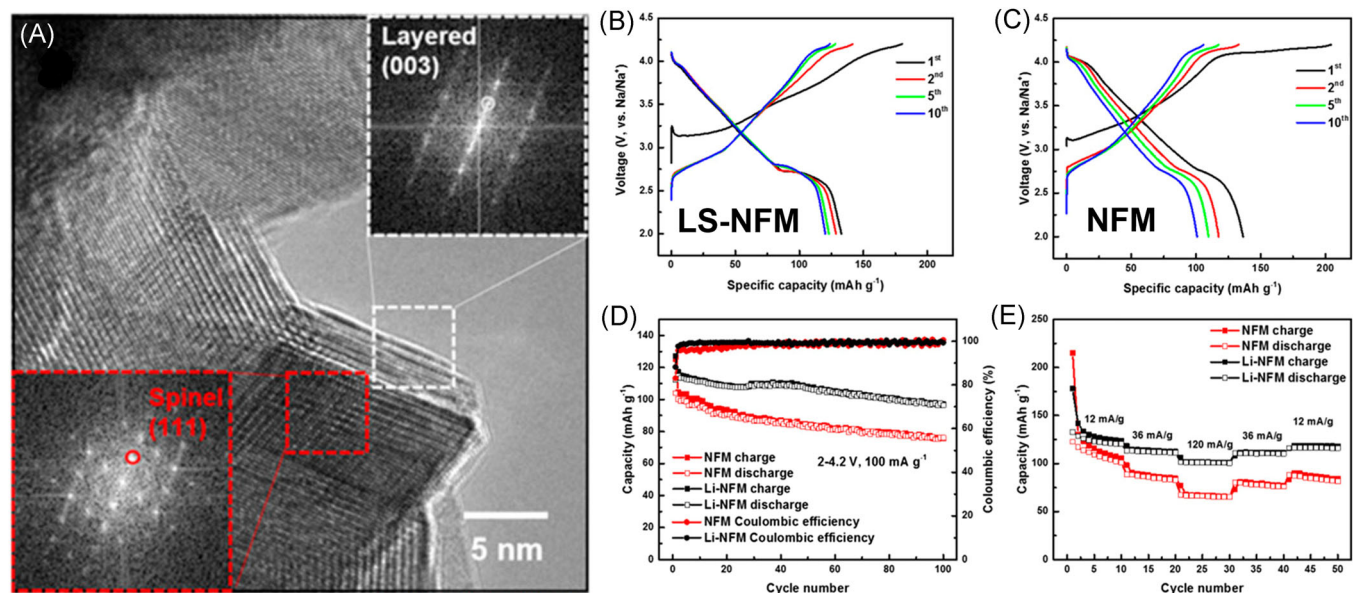 (A)
Layered
(003)
Spinel
(111)
5 nm
(B)
4.5
4.0
3.5
3.0
2.5
2.0
Voltage (V, vs. Na/Na⁺)
1ˢᵗ
2ⁿᵈ
5ᵗʰ
10ᵗʰ
LS-NFM
0 50 100 150 200
Specific capacity (mAh g⁻¹)
(C)
4.5
4.0
3.5
3.0
2.5
2.0
Voltage (V, vs. Na/Na⁺)
1ˢᵗ
2ⁿᵈ
5ᵗʰ
10ᵗʰ
NFM
0 50 100 150 200
Specific capacity (mAh g⁻¹)
(D)
140
120
100
80
60
40
20
0
Capacity (mAh g⁻¹)
100
80
60
40
20
0
Coloumbic efficiency (%)
2-4.2 V, 100 mA g⁻¹
NFM charge
NFM discharge
Li-NFM charge
Li-NFM discharge
NFM Coulombic efficiency
Li-NFM Coulombic efficiency
0 20 40 60 80 100
Cycle number
(E)
250
200
150
100
50
0
Capacity (mAh g⁻¹)
NFM charge
NFM discharge
Li-NFM charge
Li-NFM discharge
12 mA/g
36 mA/g
120 mA/g
36 mA/g
12 mA/g
0 5 10 15 20 25 30 35 40 45 50
Cycle number